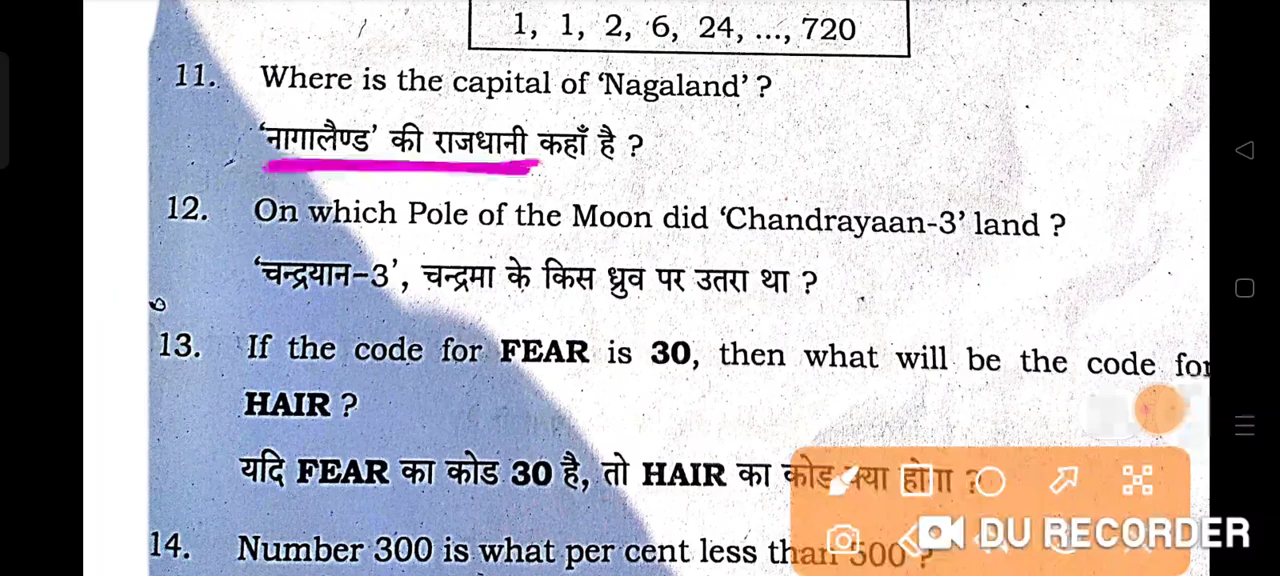 1, 1, 2, 6, 24, ..., 720
11. Where is the capital of 'Nagaland' ?
'नागालैण्ड' की राजधानी कहाँ है ?
12. On which Pole of the Moon did 'Chandrayaan-3' land ?
'चन्द्रयान-3', चन्द्रमा के किस ध्रुव पर उतरा था ?
13. If the code for FEAR is 30, then what will be the code for
HAIR ?
यदि FEAR का कोड 30 है, तो HAIR का कोड क्या होगा ?
14. Number 300 is what per cent less than 500 ?
DU RECORDER